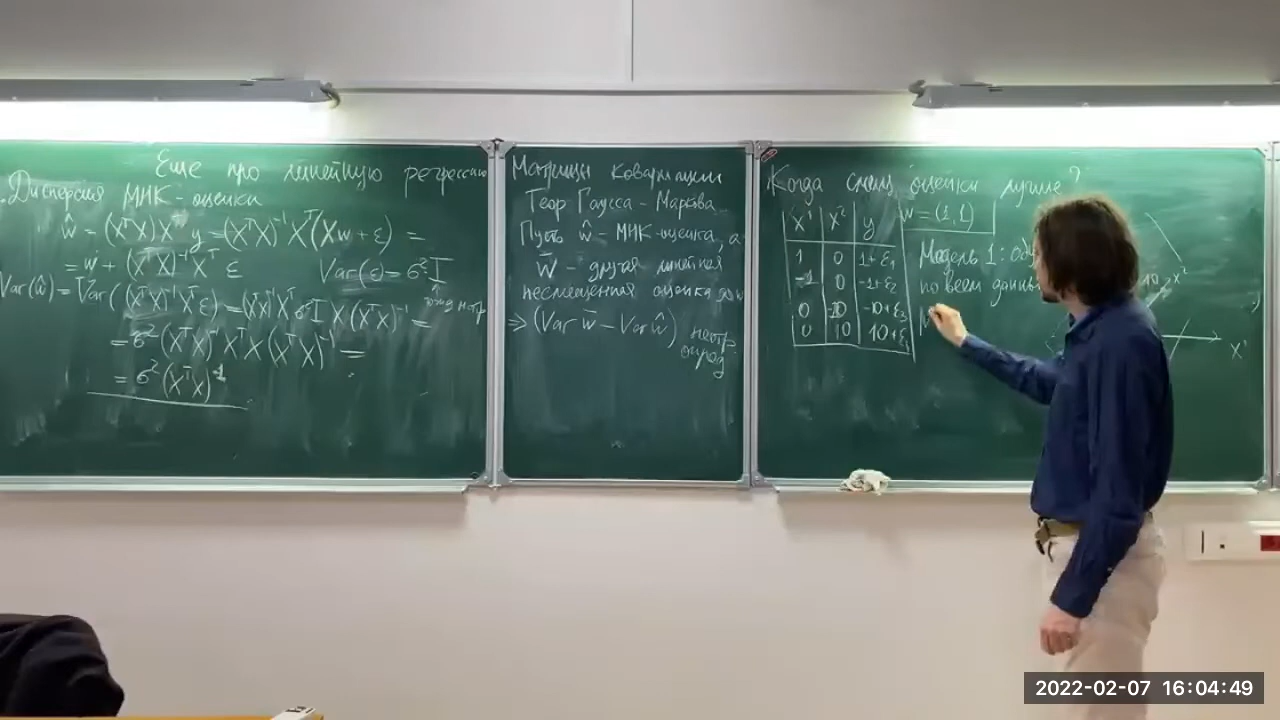 Еще про линейную регрессию
Дисперсия МНК-оценки
ŵ = (XᵀX)⁻¹Xᵀy = (XᵀX)⁻¹Xᵀ(Xw + ε) =
= w + (XᵀX)⁻¹Xᵀ ε Var(ε) = σ²I
Var(ŵ) = Var((XᵀX)⁻¹Xᵀε) = (XᵀX)⁻¹Xᵀσ²I X(XᵀX)⁻¹ =
= σ²(XᵀX)⁻¹XᵀX(XᵀX)⁻¹ =
= σ²(XᵀX)⁻¹
Матрицы ковариации
Теор Гаусса - Маркова
Пусть ŵ - МНК-оценка, а
w̄ - другая линейная
несмещенная оценка для w
⇒ (Var w̄ - Var ŵ) неотр.
опред
Когда смещ оценки лучше?
X¹ X² y w = (1,1)
1 0 1+ε₁ Модель 1:
-1 0 -1+ε₂ по всем данным
0 -10 -10+ε₃
0 10 10+ε₄
10 X²
X¹
2022-02-07 16:04:49